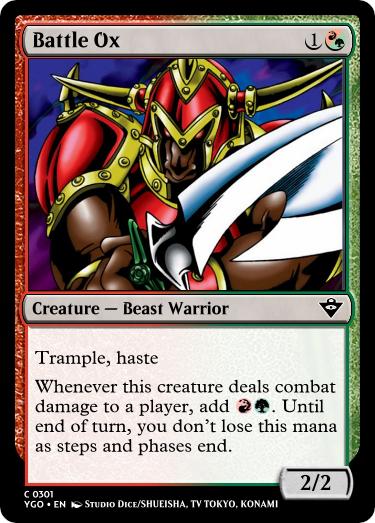 Battle Ox 1
Creature — Beast Warrior
Trample, haste
Whenever this creature deals combat
damage to a player, add . Until
end of turn, you don't lose this mana
as steps and phases end.
2/2
C 0301
YGO • EN Studio Dice/SHUEISHA, TV TOKYO, KONAMI